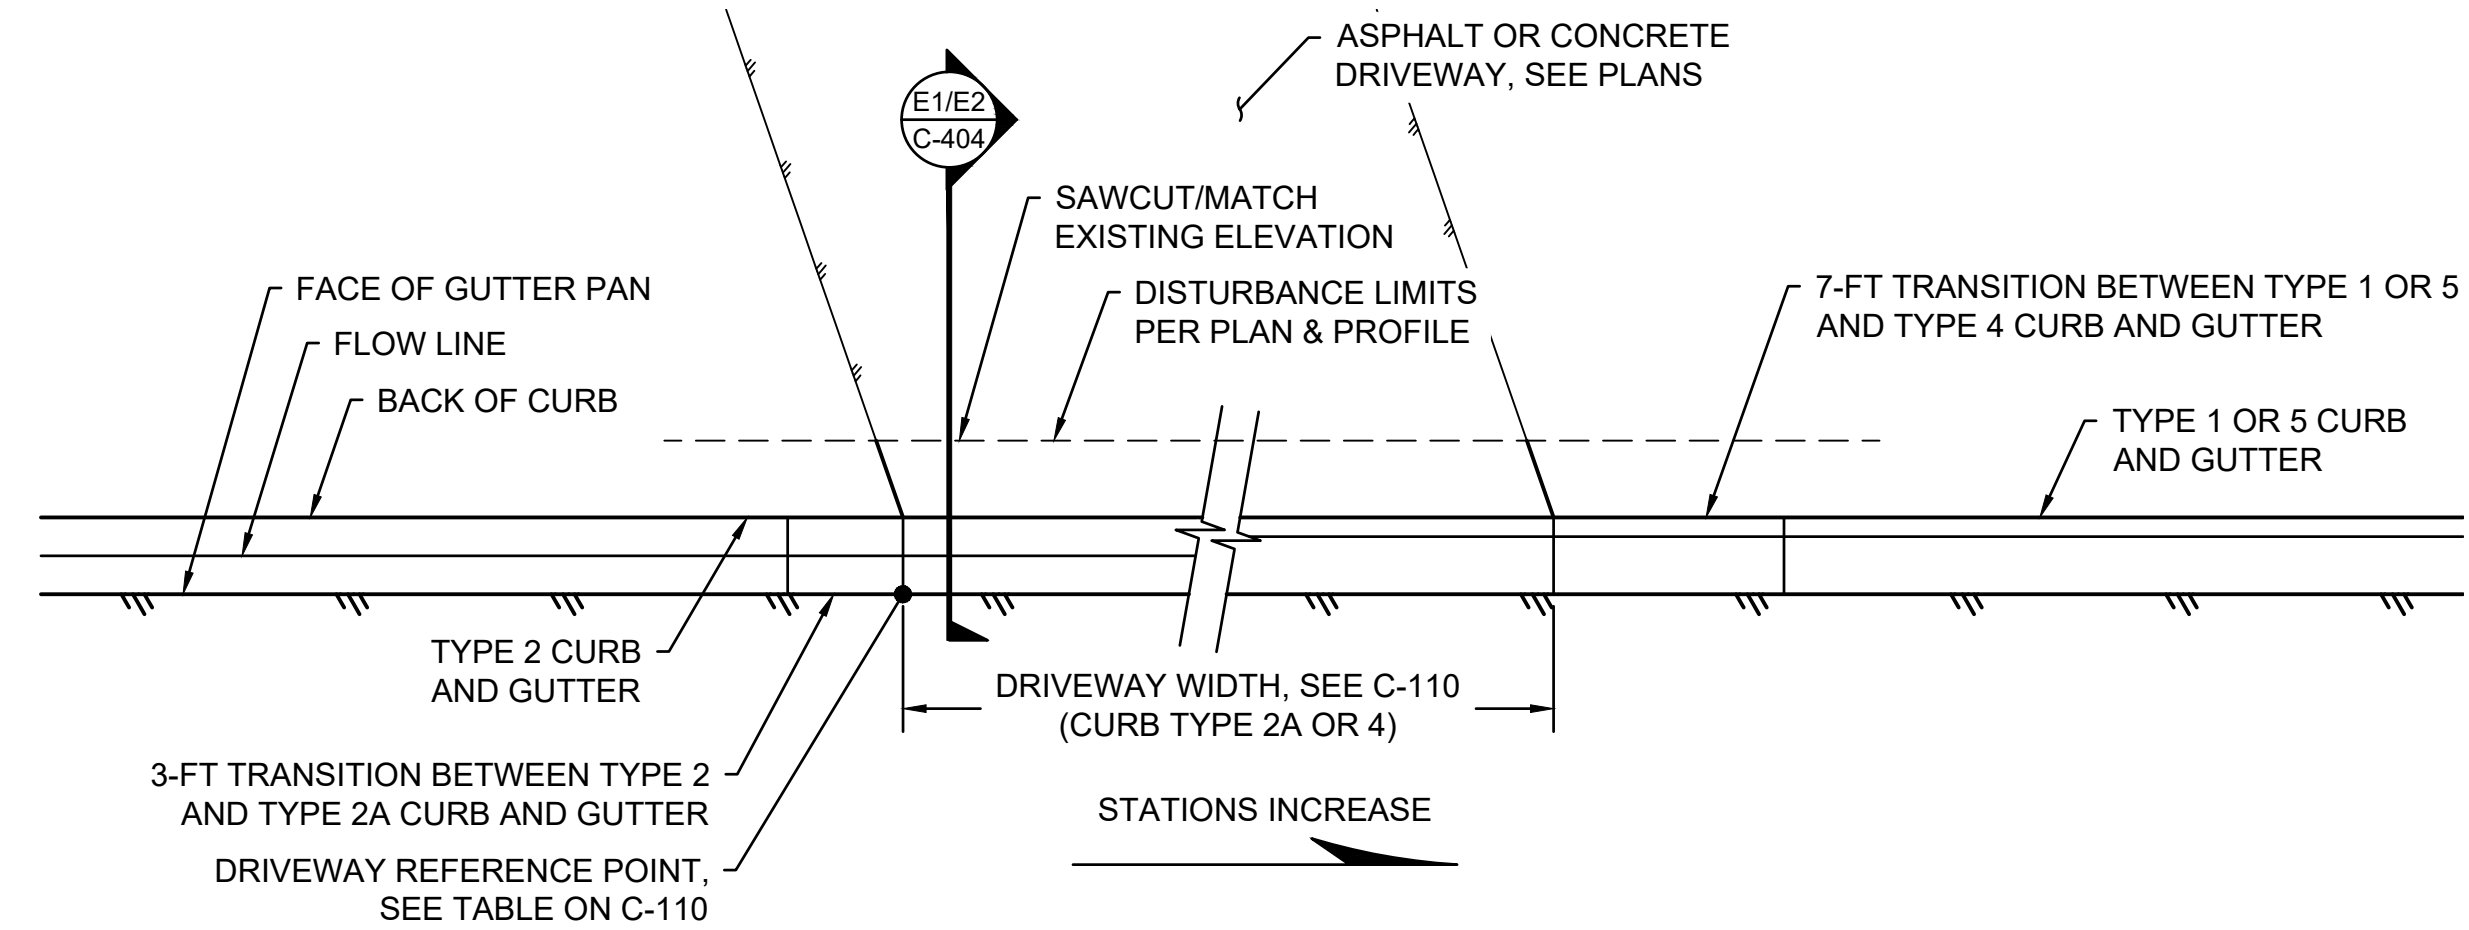 ASPHALT OR CONCRETE
DRIVEWAY, SEE PLANS
E1/E2
C-404
SAWCUT/MATCH
EXISTING ELEVATION
DISTURBANCE LIMITS
PER PLAN & PROFILE
FACE OF GUTTER PAN
FLOW LINE
BACK OF CURB
7-FT TRANSITION BETWEEN TYPE 1 OR 5
AND TYPE 4 CURB AND GUTTER
TYPE 1 OR 5 CURB
AND GUTTER
TYPE 2 CURB
AND GUTTER
DRIVEWAY WIDTH, SEE C-110
(CURB TYPE 2A OR 4)
3-FT TRANSITION BETWEEN TYPE 2
AND TYPE 2A CURB AND GUTTER
STATIONS INCREASE
DRIVEWAY REFERENCE POINT,
SEE TABLE ON C-110